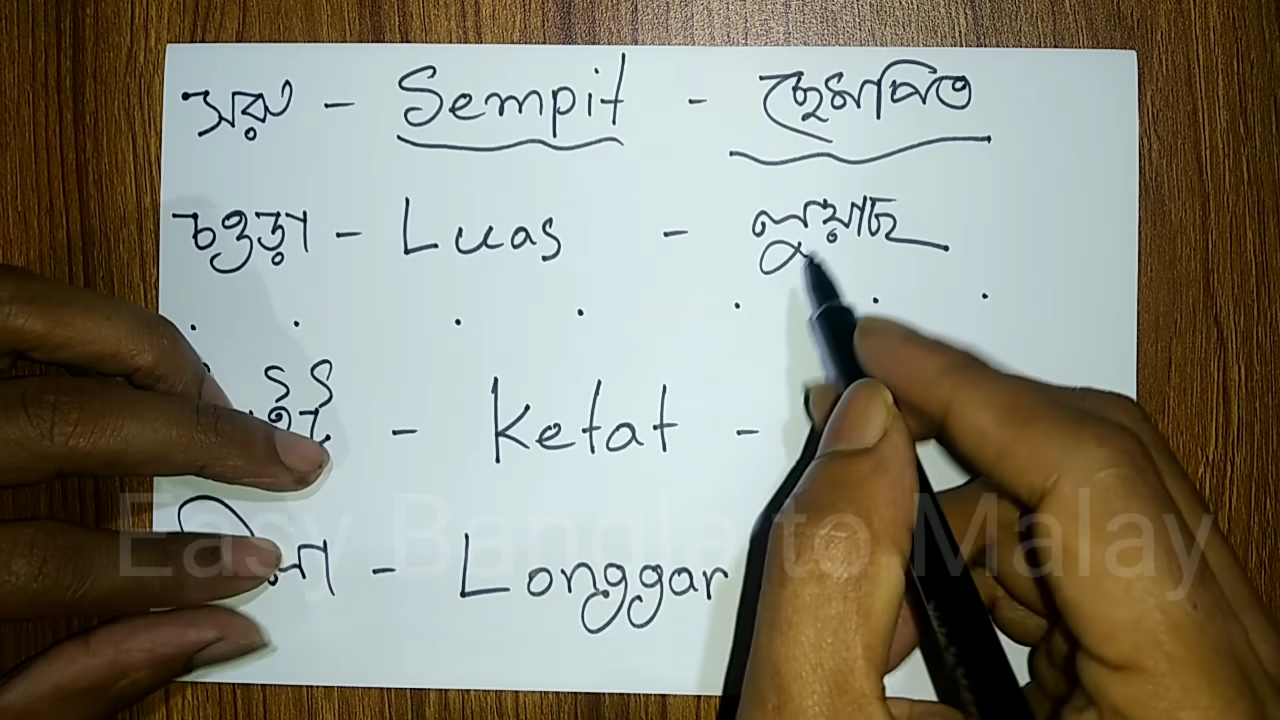 সরু - Sempit - ছেমপিত
চওড়া - Luas - লুয়াছ
- Ketat -
- Longgar
Easy Bangla to Malay